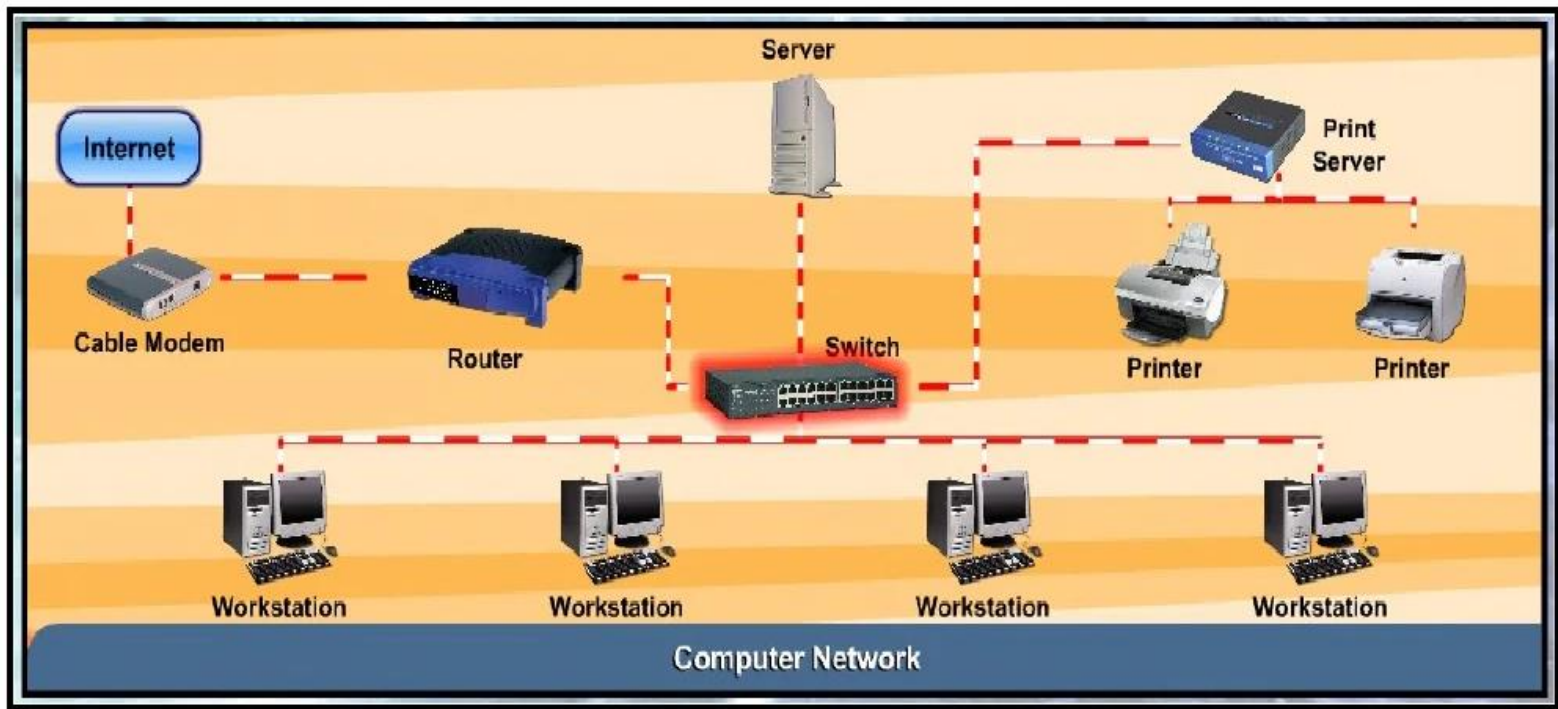 Server
Internet
Print
Server
Cable Modem
Router
Switch
Printer
Printer
Workstation
Workstation
Workstation
Workstation
Computer Network